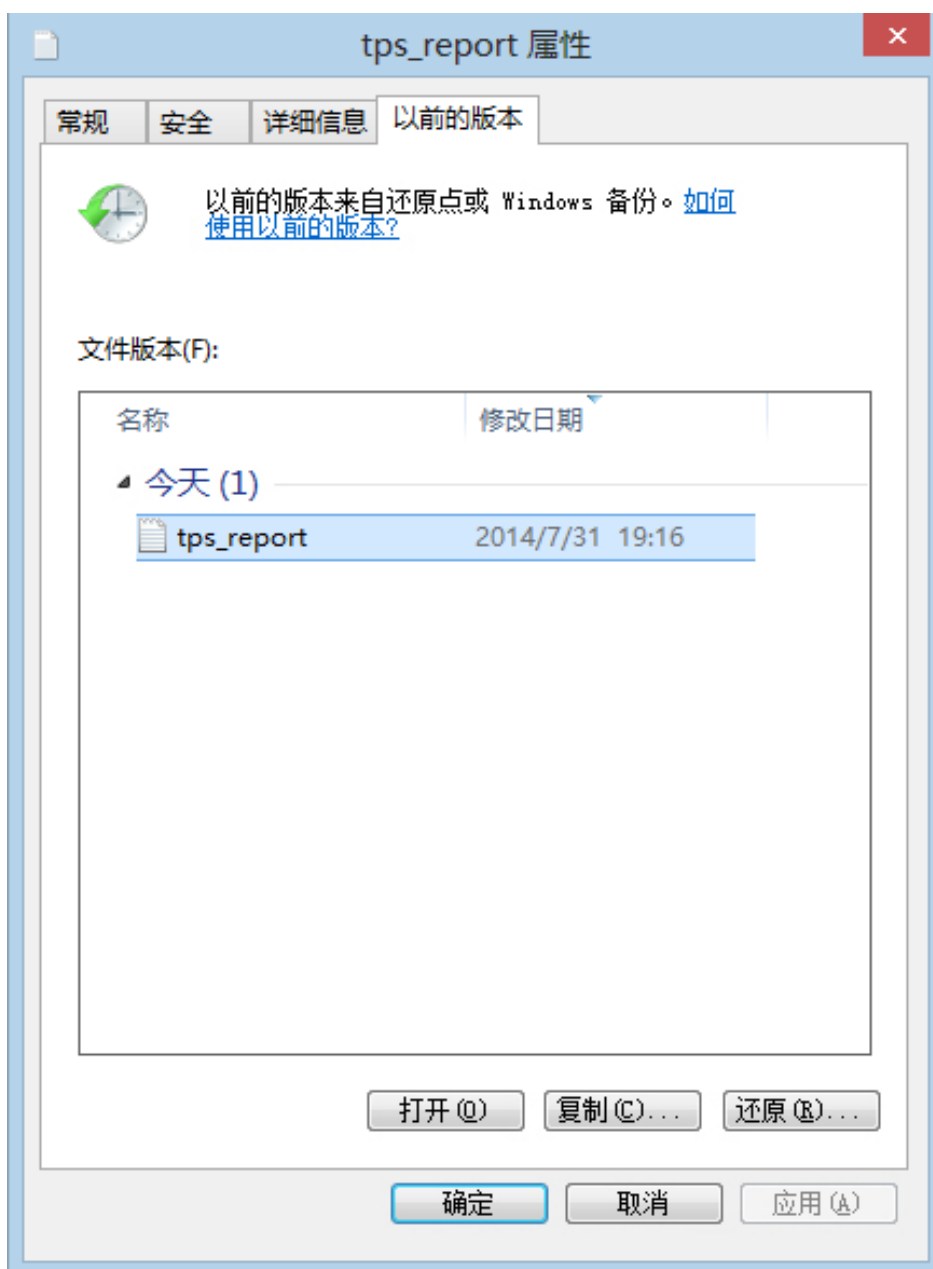 tps_report 属性
常规 安全 详细信息 以前的版本
以前的版本来自还原点或 Windows 备份。如何
使用以前的版本?
文件版本(F):
名称 修改日期
今天 (1)
tps_report 2014/7/31 19:16
打开(O) 复制(C)... 还原(R)...
确定 取消 应用(A)